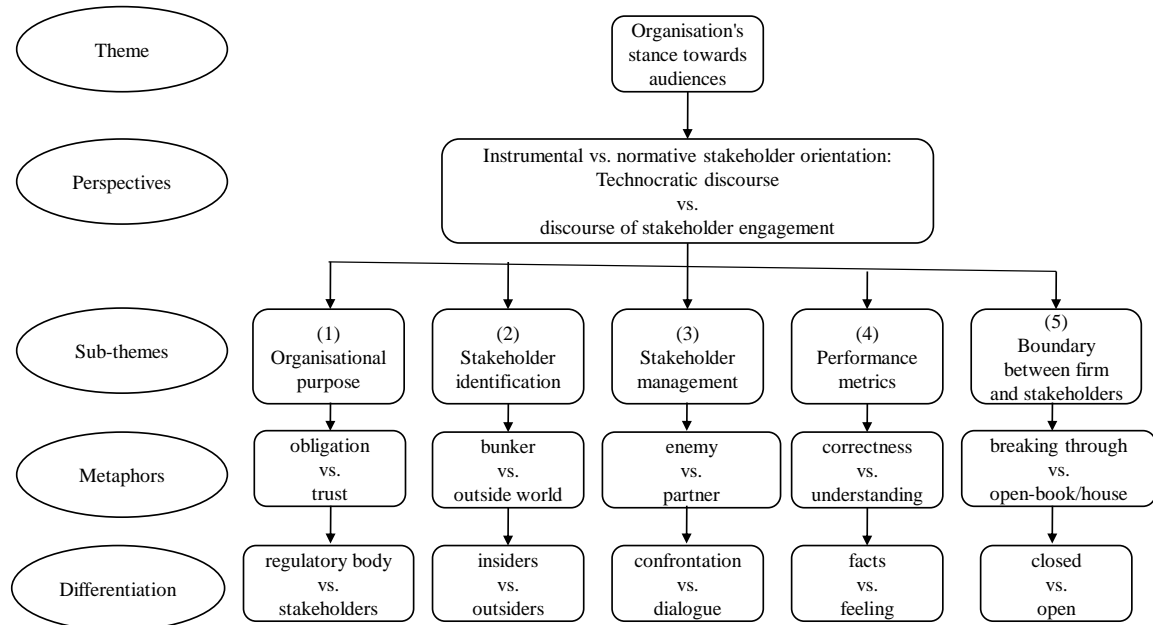 Theme
Organisation's
stance towards
audiences
Perspectives
Instrumental vs. normative stakeholder orientation:
Technocratic discourse
vs.
discourse of stakeholder engagement
Sub-themes
(1)
Organisational
purpose
(2)
Stakeholder
identification
(3)
Stakeholder
management
(4)
Performance
metrics
(5)
Boundary
between firm
and stakeholders
Metaphors
obligation
vs.
trust
bunker
vs.
outside world
enemy
vs.
partner
correctness
vs.
understanding
breaking through
vs.
open-book/house
Differentiation
regulatory body
vs.
stakeholders
insiders
vs.
outsiders
confrontation
vs.
dialogue
facts
vs.
feeling
closed
vs.
open